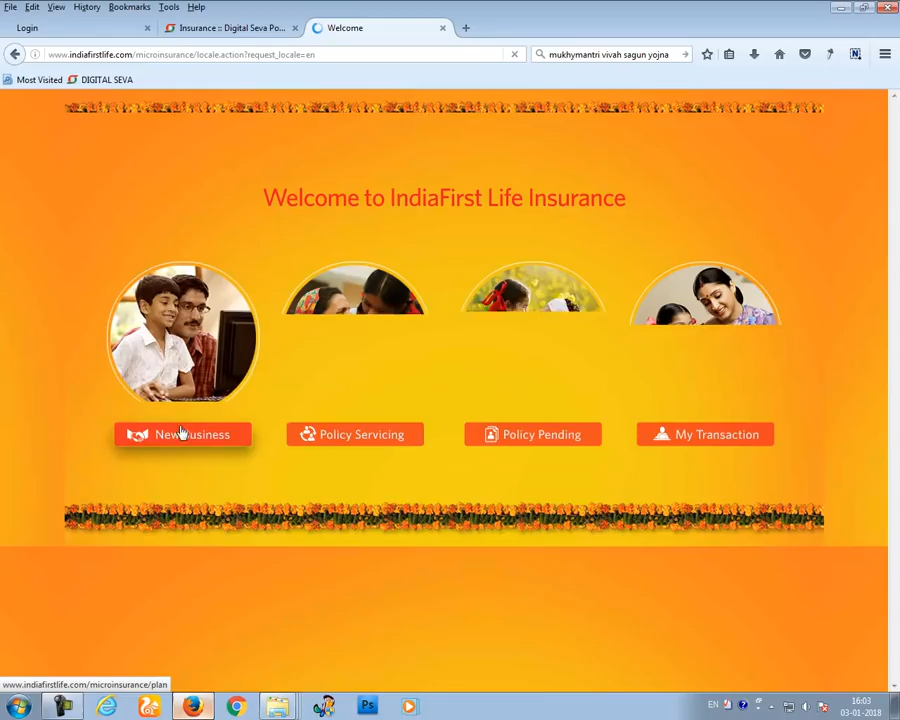 File Edit View History Bookmarks Tools Help
Login Insurance :: Digital Seva Po... Welcome
www.indiafirstlife.com/microinsurance/locale.action?request_locale=en mukhymantri vivah sagun yojna
Most Visited DIGITAL SEVA
Welcome to IndiaFirst Life Insurance
New Business Policy Servicing Policy Pending My Transaction
www.indiafirstlife.com/microinsurance/plan
EN 16:03
Ps
03-01-2018